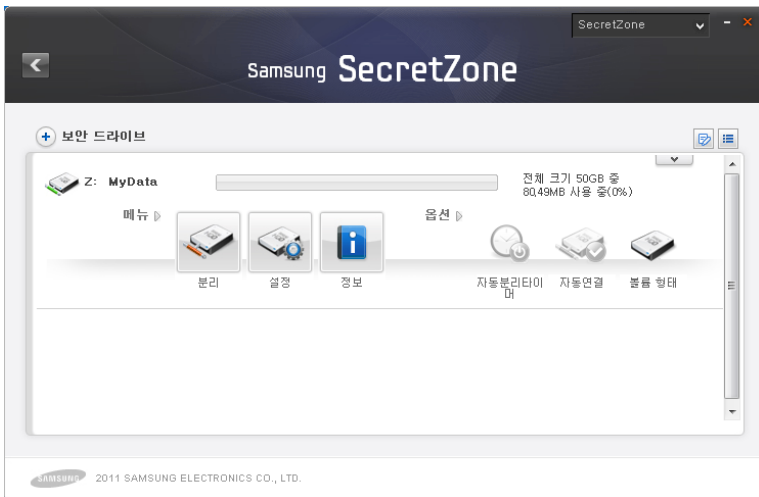 SecretZone
Samsung SecretZone
보안 드라이브
Z: MyData
전체 크기 50GB 중
80,49MB 사용 중(0%)
메뉴
옵션
분리
설정
정보
자동분리타이
머
자동연결
볼륨 형태
SAMSUNG 2011 SAMSUNG ELECTRONICS CO., LTD.